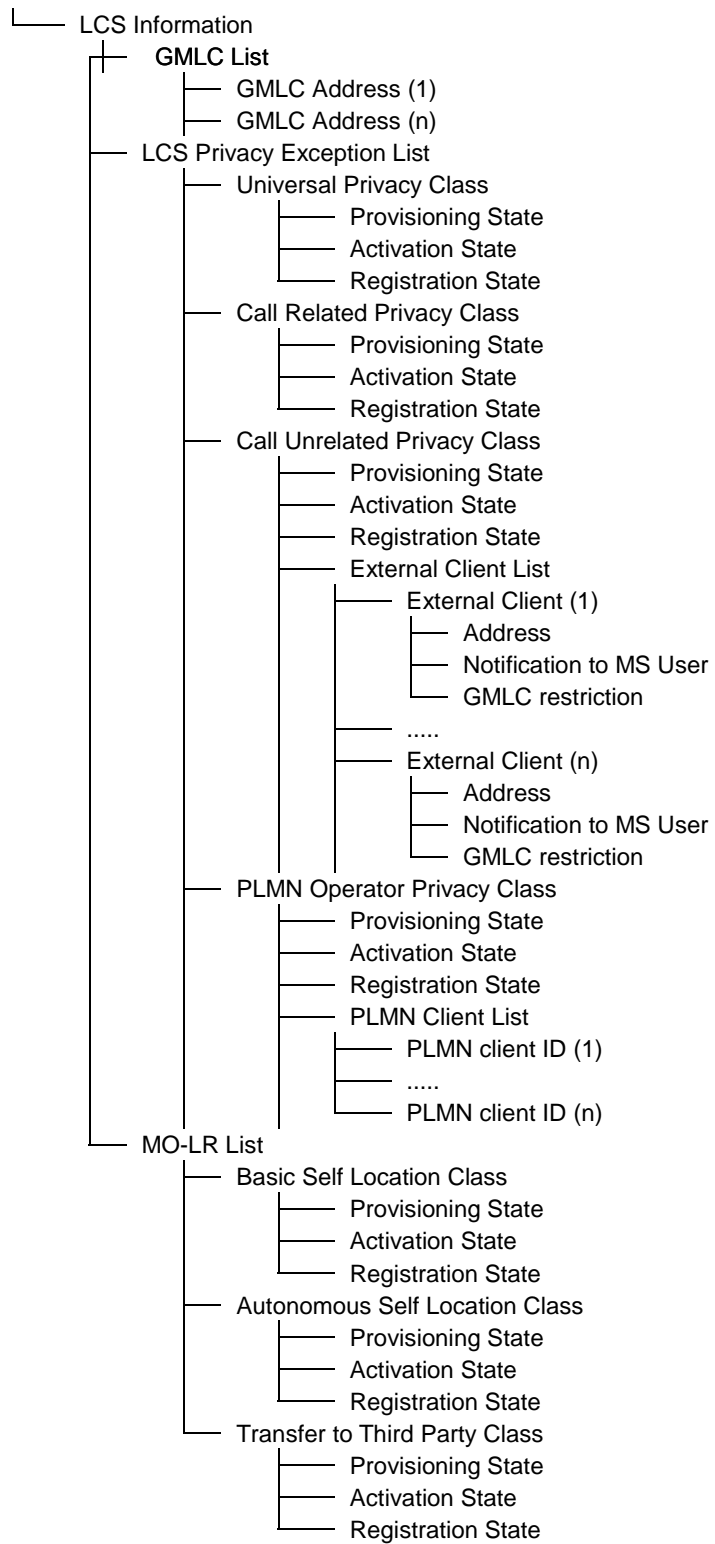 LCS Information
GMLC List
GMLC Address (1)
GMLC Address (n)
LCS Privacy Exception List
Universal Privacy Class
Provisioning State
Activation State
Registration State
Call Related Privacy Class
Provisioning State
Activation State
Registration State
Call Unrelated Privacy Class
Provisioning State
Activation State
Registration State
External Client List
External Client (1)
Address
Notification to MS User
GMLC restriction
.....
External Client (n)
Address
Notification to MS User
GMLC restriction
PLMN Operator Privacy Class
Provisioning State
Activation State
Registration State
PLMN Client List
PLMN client ID (1)
.....
PLMN client ID (n)
MO-LR List
Basic Self Location Class
Provisioning State
Activation State
Registration State
Autonomous Self Location Class
Provisioning State
Activation State
Registration State
Transfer to Third Party Class
Provisioning State
Activation State
Registration State